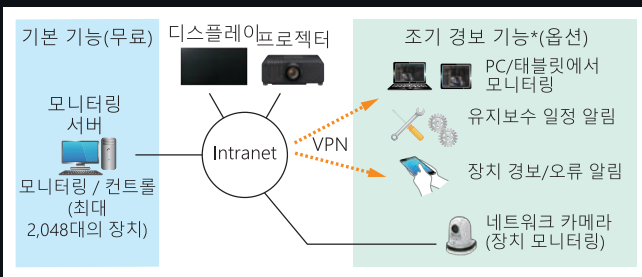 기본 기능(무료)
모니터링
서버
모니터링 / 컨트롤
(최대
2,048대의 장치)
디스플레이
프로젝터
Intranet
VPN
조기 경보 기능*(옵션)
PC/태블릿에서
모니터링
유지보수 일정 알림
장치 경보/오류 알림
네트워크 카메라
(장치 모니터링)